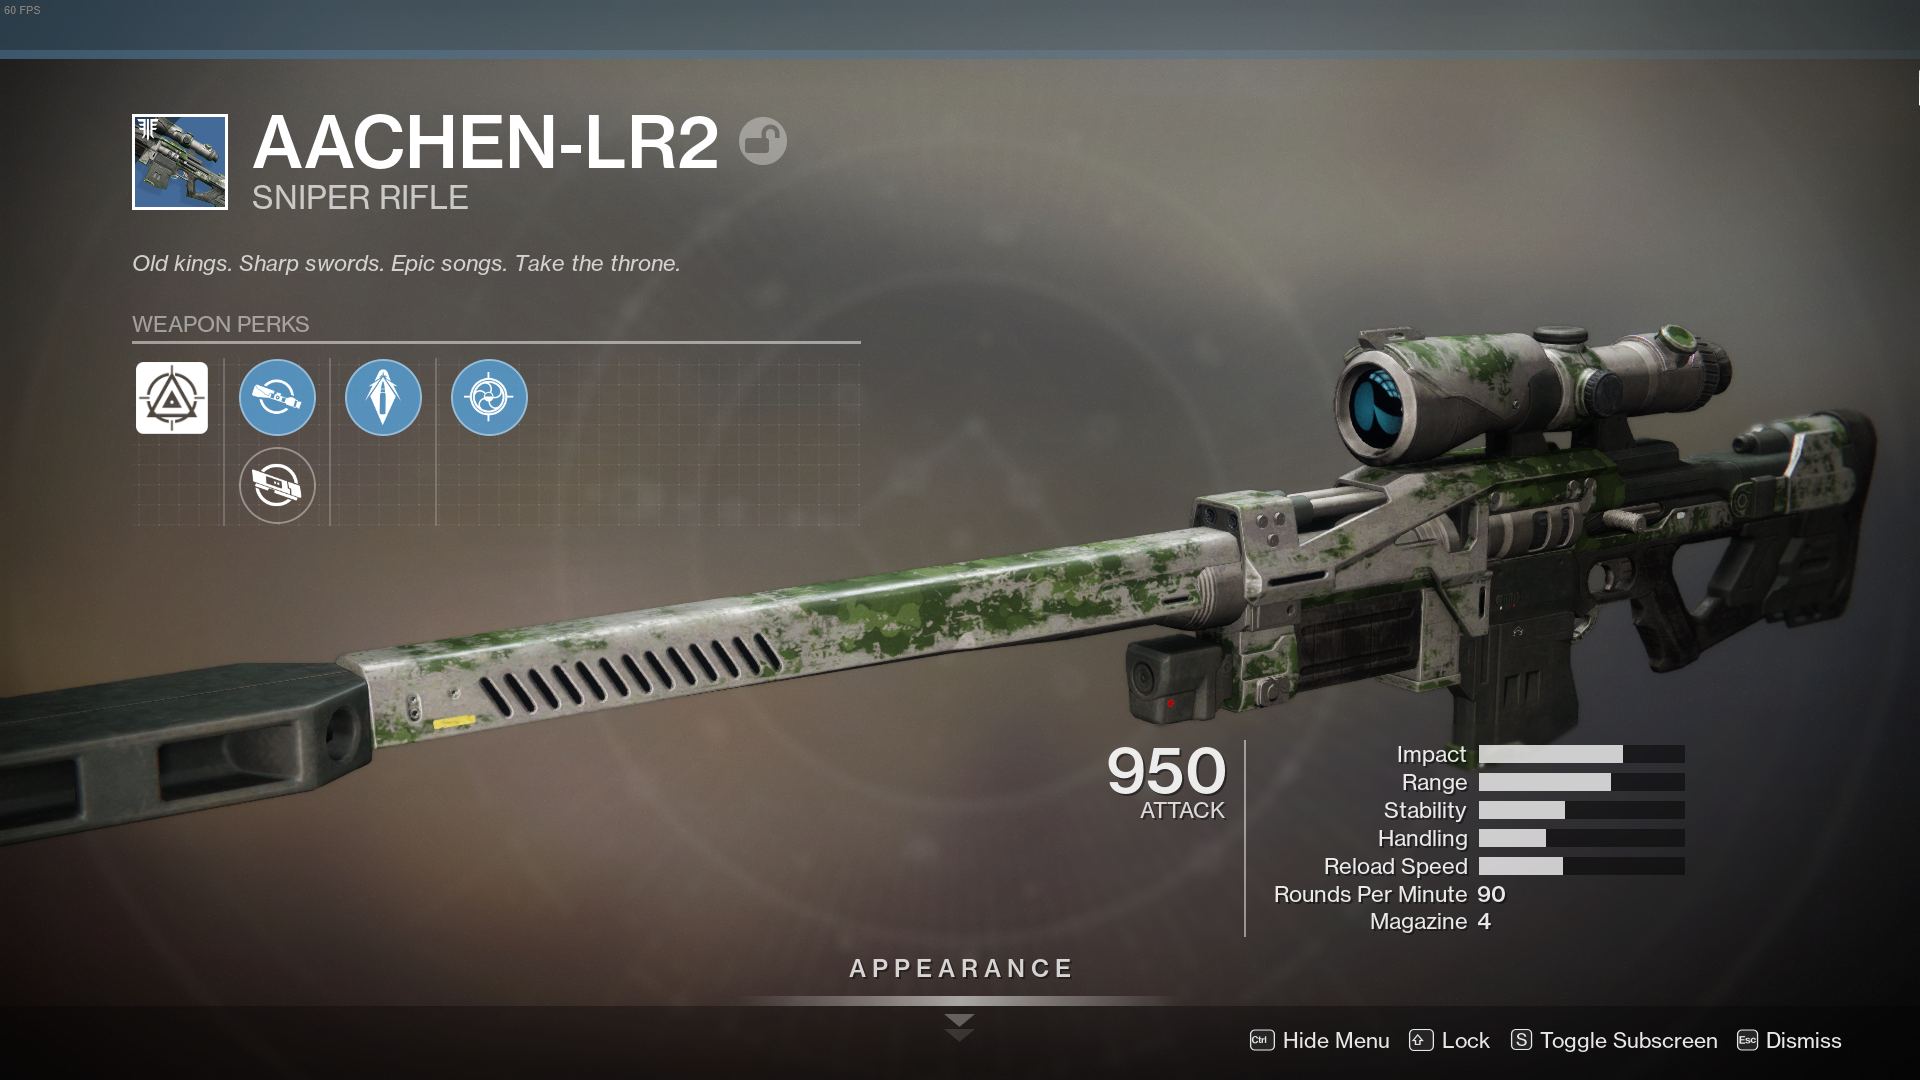 60 FPS
AACHEN-LR2
SNIPER RIFLE
Old kings. Sharp swords. Epic songs. Take the throne.
WEAPON PERKS
950
ATTACK
Impact
Range
Stability
Handling
Reload Speed
Rounds Per Minute 90
Magazine 4
APPEARANCE
Ctrl Hide Menu Lock S Toggle Subscreen Esc Dismiss